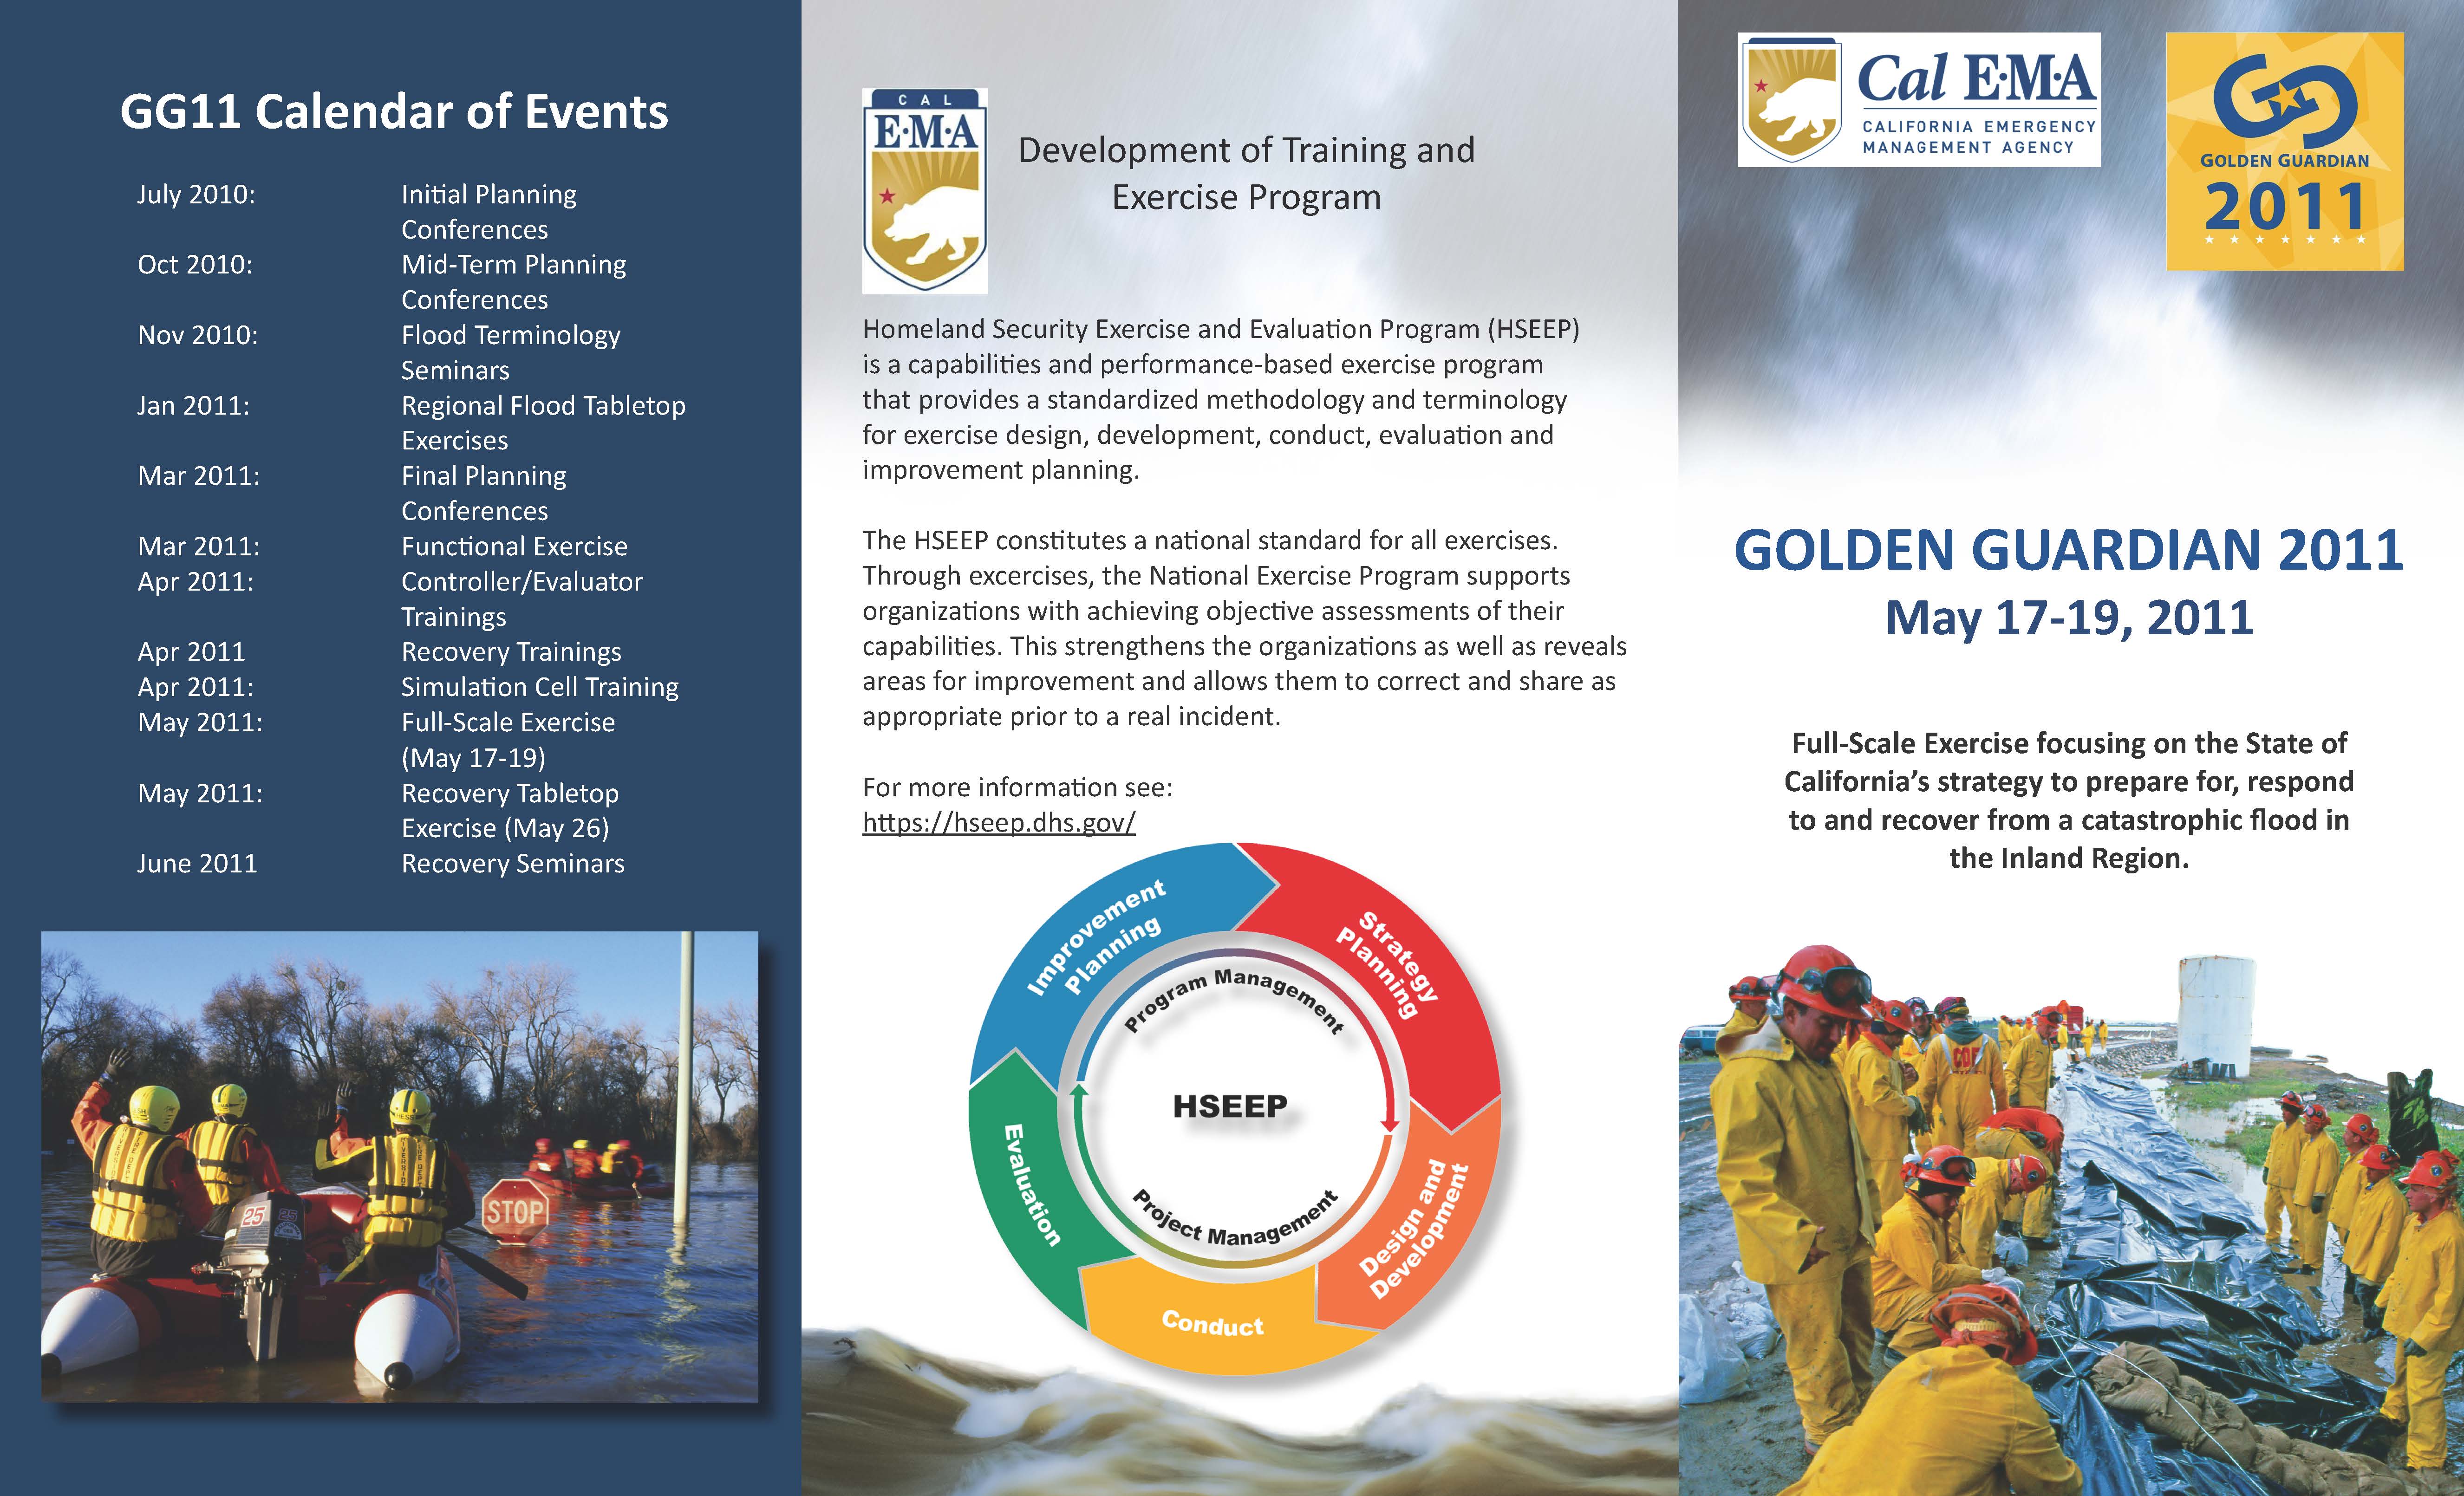 GG11 Calendar of Events
July 2010: Initial Planning
Conferences
Oct 2010: Mid-Term Planning
Conferences
Nov 2010: Flood Terminology
Seminars
Jan 2011: Regional Flood Tabletop
Exercises
Mar 2011: Final Planning
Conferences
Mar 2011: Functional Exercise
Apr 2011: Controller/Evaluator
Trainings
Apr 2011 Recovery Trainings
Apr 2011: Simulation Cell Training
May 2011: Full-Scale Exercise
(May 17-19)
May 2011: Recovery Tabletop
Exercise (May 26)
June 2011 Recovery Seminars
25
STOP
CAL
E·M·A
Development of Training and
Exercise Program
Homeland Security Exercise and Evaluation Program (HSEEP)
is a capabilities and performance-based exercise program
that provides a standardized methodology and terminology
for exercise design, development, conduct, evaluation and
improvement planning.
The HSEEP constitutes a national standard for all exercises.
Through excercises, the National Exercise Program supports
organizations with achieving objective assessments of their
capabilities. This strengthens the organizations as well as reveals
areas for improvement and allows them to correct and share as
appropriate prior to a real incident.
For more information see:
https://hseep.dhs.gov/
Improvement
Planning
Strategy
Planning
Program Management
HSEEP
Project Management
Evaluation
Design and
Development
Conduct
Cal E·M·A
CALIFORNIA EMERGENCY
MANAGEMENT AGENCY
GOLDEN GUARDIAN
2011
GOLDEN GUARDIAN 2011
May 17-19, 2011
Full-Scale Exercise focusing on the State of
California’s strategy to prepare for, respond
to and recover from a catastrophic flood in
the Inland Region.
CDF